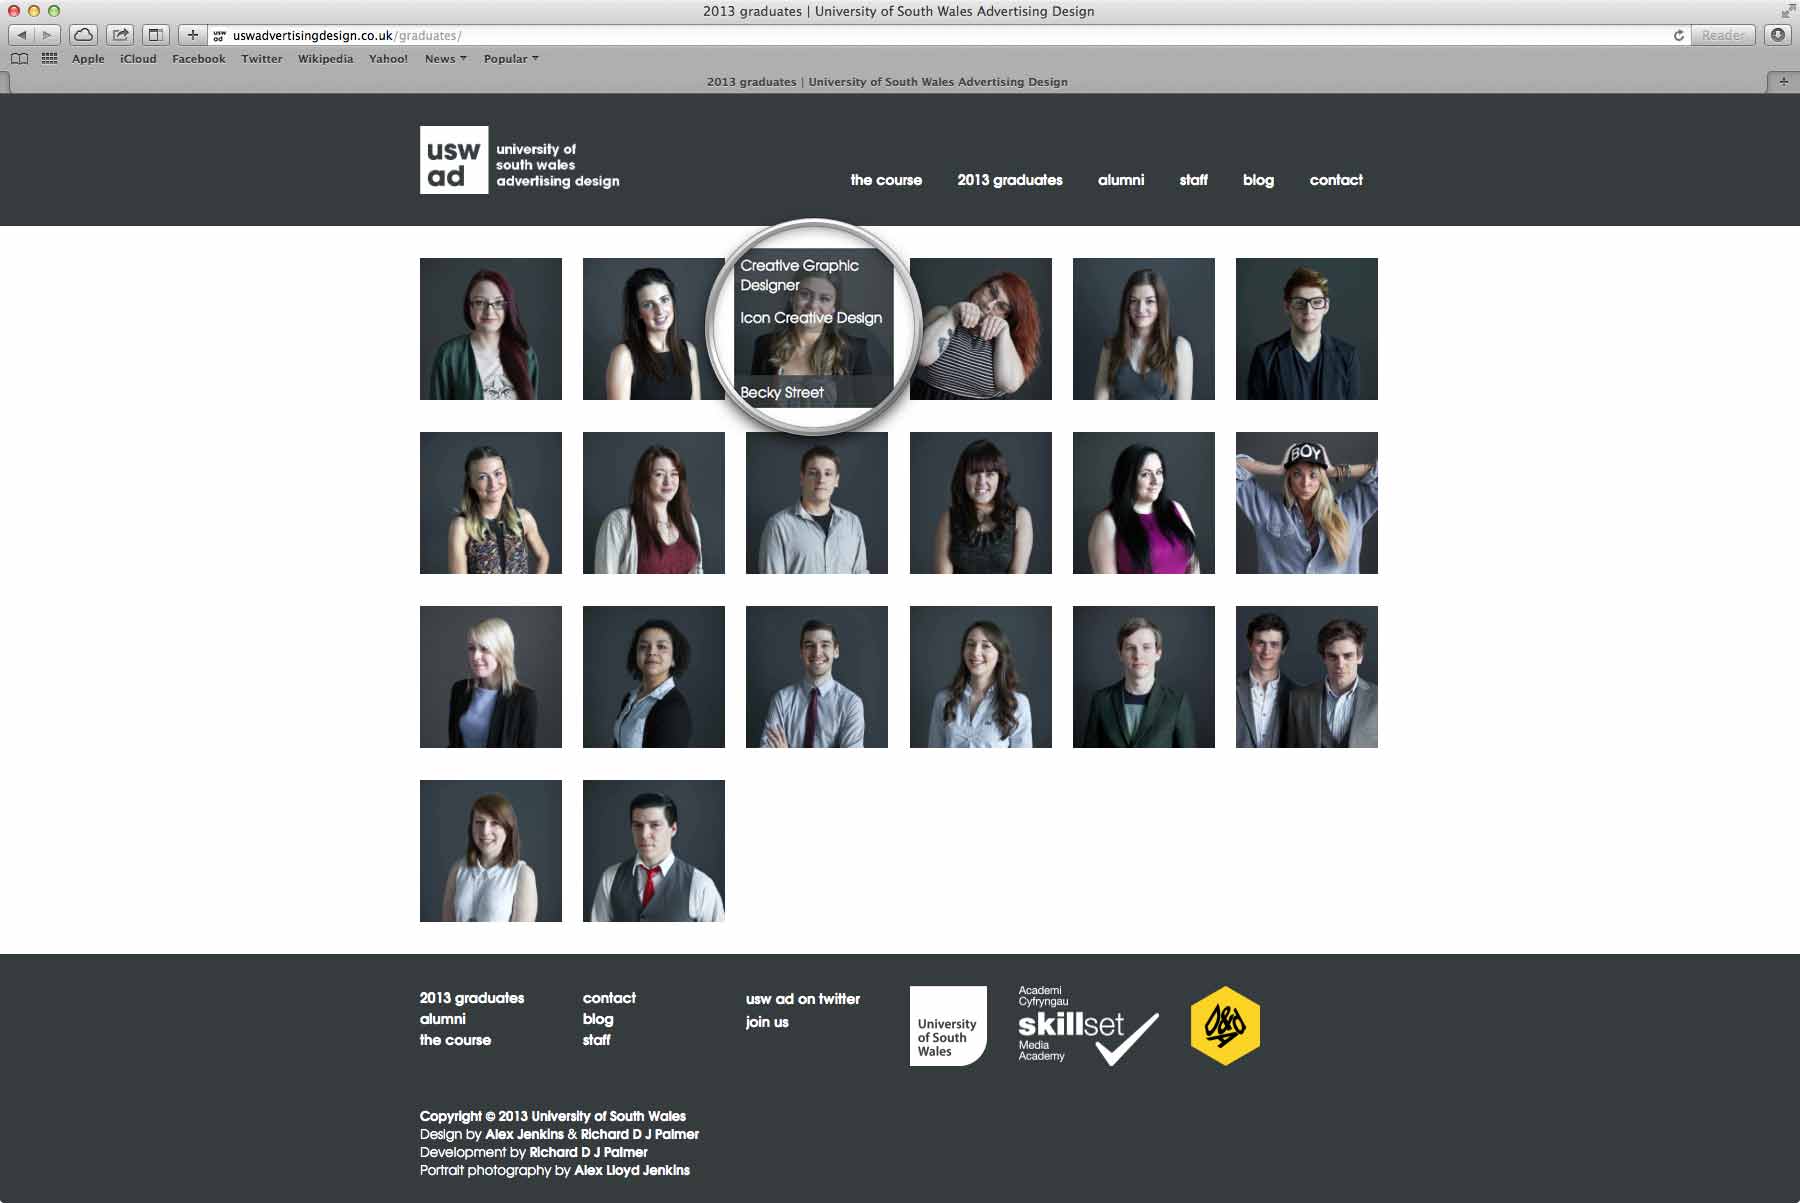 2013 graduates | University of South Wales Advertising Design
usw ad uswadvertisingdesign.co.uk/graduates/ Reader
Apple iCloud Facebook Twitter Wikipedia Yahoo! News Popular
2013 graduates | University of South Wales Advertising Design
usw
ad
university of
south wales
advertising design
the course 2013 graduates alumni staff blog contact
Creative Graphic
Designer
Icon Creative Design
Becky Street
BOY
2013 graduates
alumni
the course
contact
blog
staff
usw ad on twitter
join us
University
of South
Wales
Academi
Cyfryngau
skillset
Media
Academy
D&AD
Copyright © 2013 University of South Wales
Design by Alex Jenkins & Richard D J Palmer
Development by Richard D J Palmer
Portrait photography by Alex Lloyd Jenkins